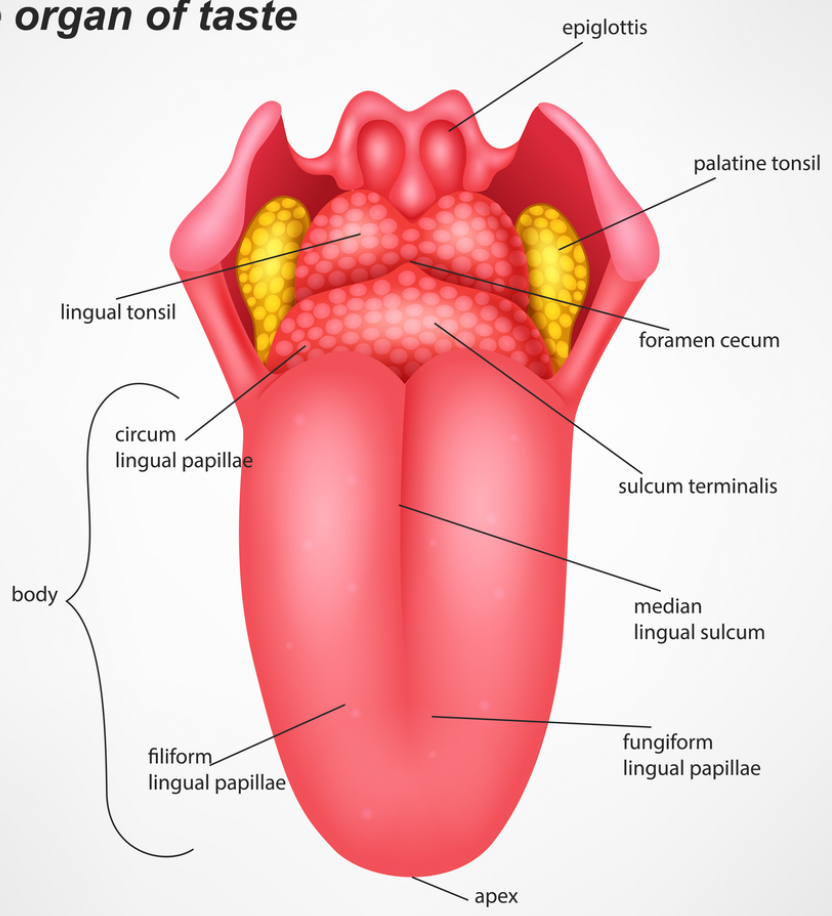 organ of taste
epiglottis
palatine tonsil
lingual tonsil
foramen cecum
circum
lingual papillae
sulcum terminalis
body
median
lingual sulcum
filiform
lingual papillae
fungiform
lingual papillae
apex